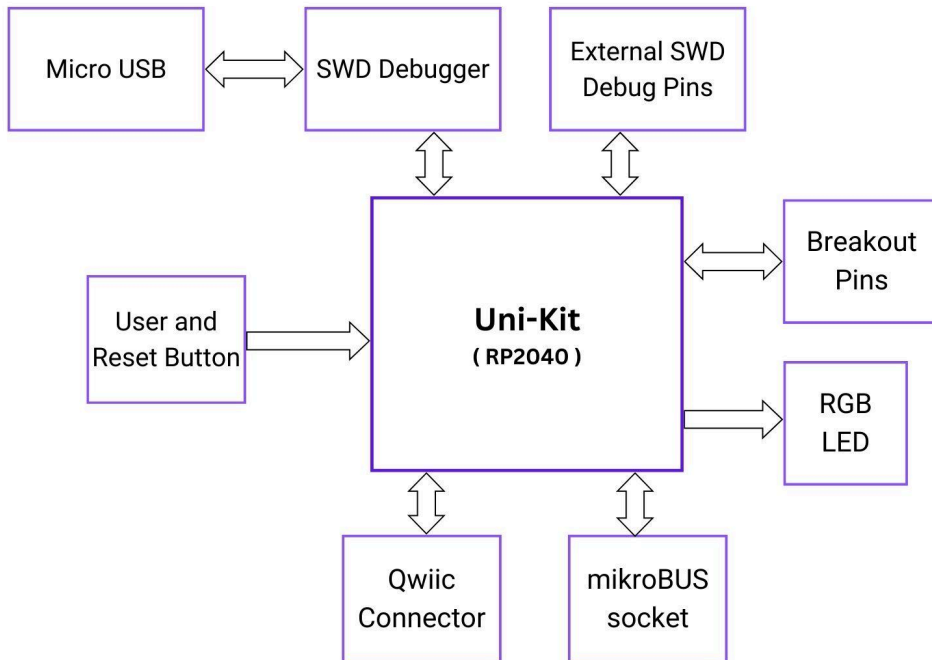 Micro USB
SWD Debugger
External SWD
Debug Pins
Breakout
Pins
User and
Reset Button
Uni-Kit
( RP2040 )
RGB
LED
Qwiic
Connector
mikroBUS
socket